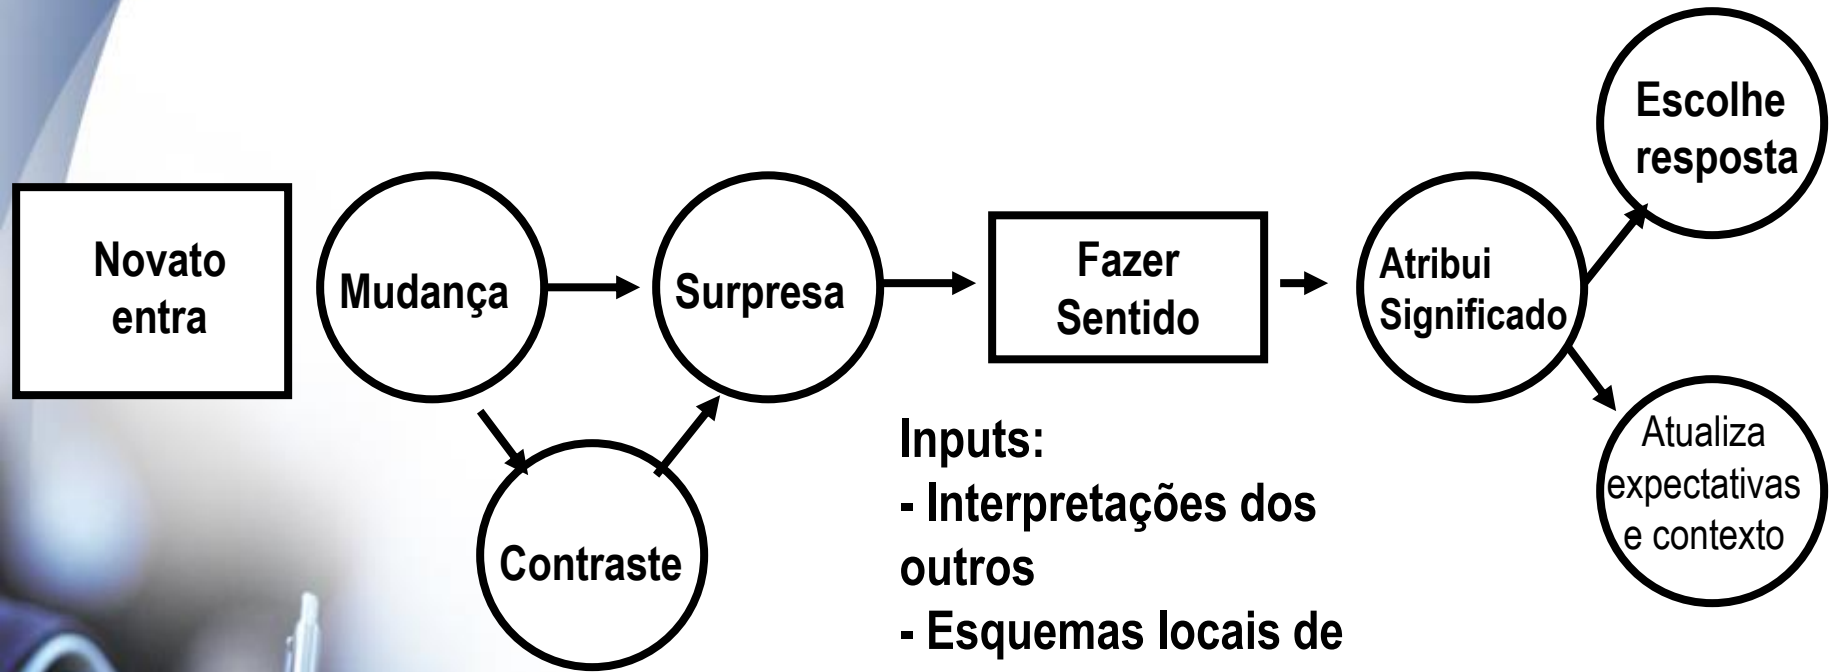 Novato
entra
Mudança
Contraste
Surpresa
Fazer
Sentido
Inputs:
- Interpretações dos
outros
- Esquemas locais de
Atribui
Significado
Escolhe
resposta
Atualiza
expectativas
e contexto